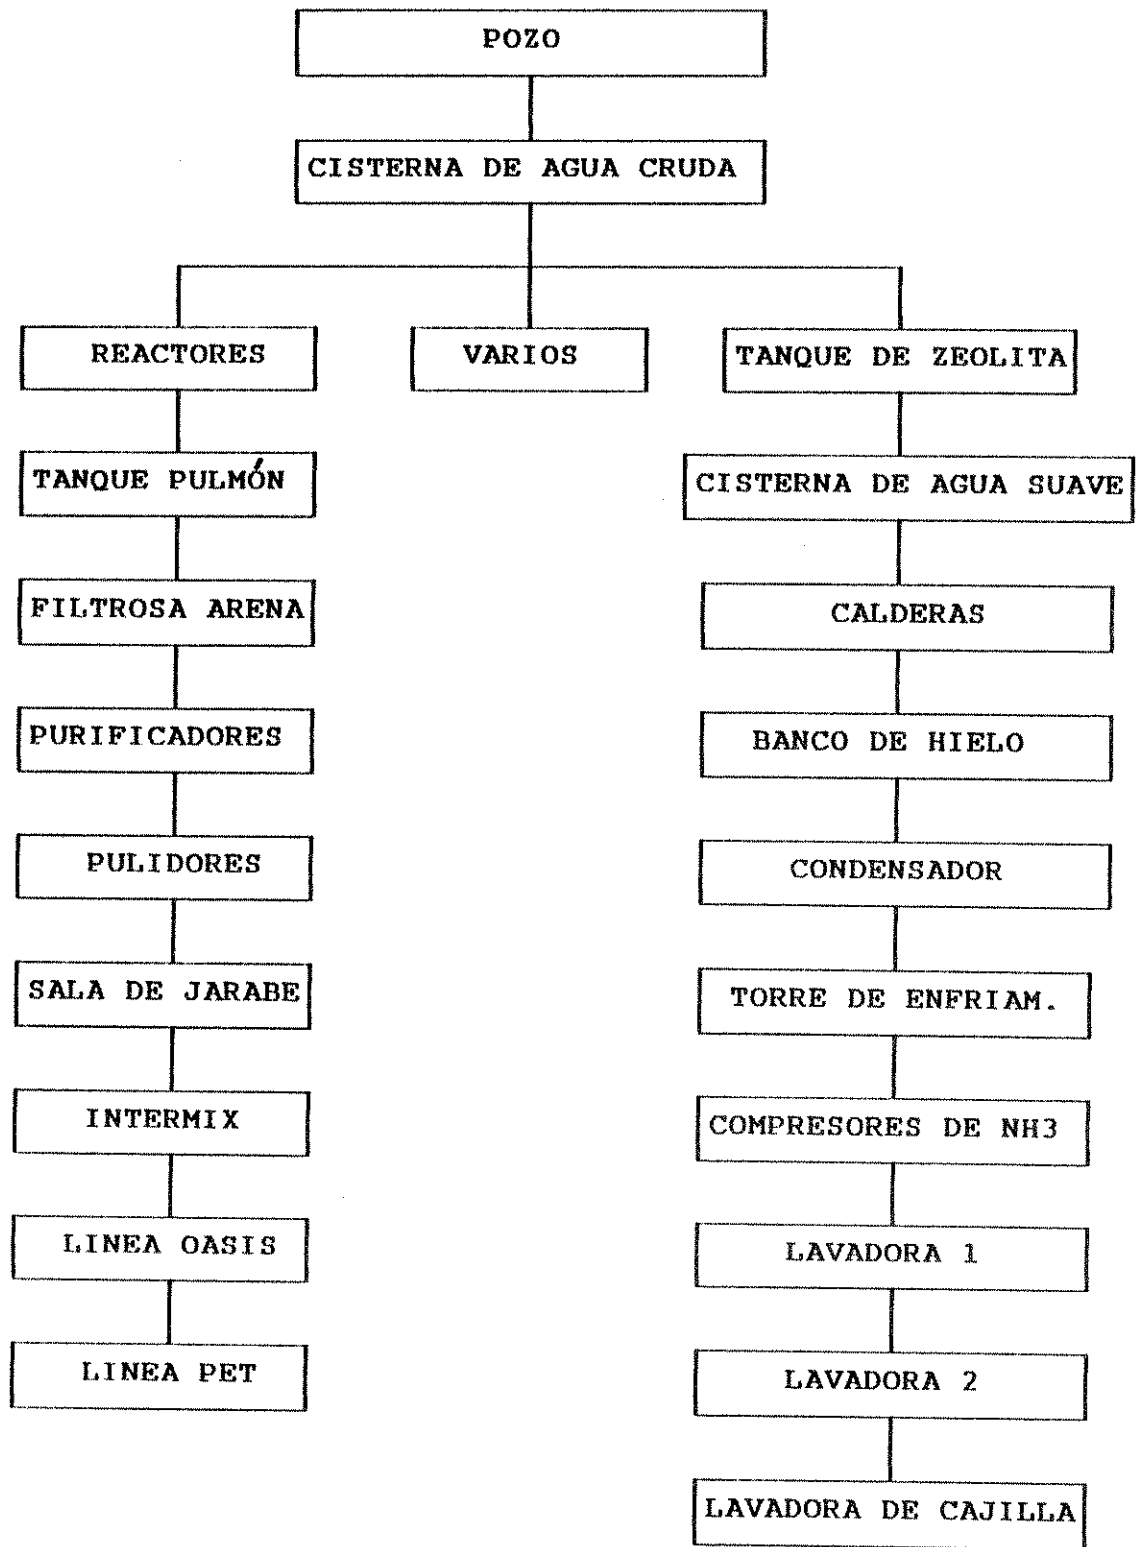 POZO
CISTERNA DE AGUA CRUDA
REACTORES
VARIOS
TANQUE DE ZEOLITA
TANQUE PULMÓN
CISTERNA DE AGUA SUAVE
FILTROSA ARENA
CALDERAS
PURIFICADORES
BANCO DE HIELO
PULIDORES
CONDENSADOR
SALA DE JARABE
TORRE DE ENFRIAM.
INTERMIX
COMPRESORES DE NH3
LINEA OASIS
LAVADORA 1
LINEA PET
LAVADORA 2
LAVADORA DE CAJILLA